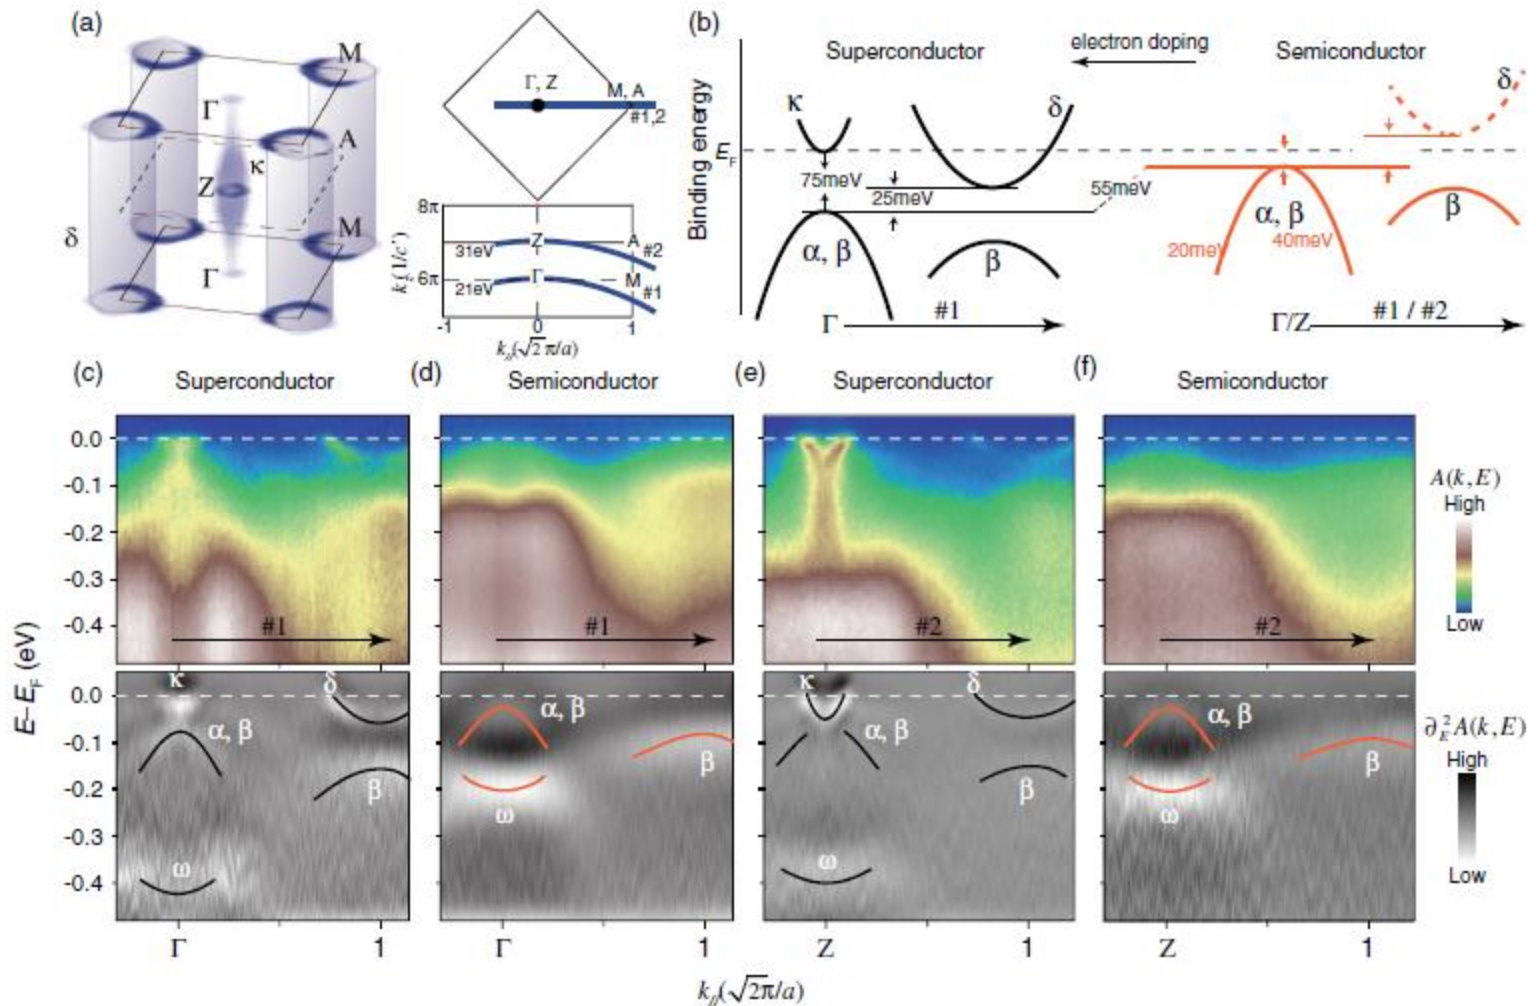 (a)
M
Γ
A
κ
Z
M
δ
Γ
Γ, Z
M, A
#1,2
8π
31eV
Z
A
#2
k_z(1/c')
6π
21eV
Γ
M
#1
-1
0
1
k_//(√2π/a)
(b)
Superconductor
electron doping
Semiconductor
Binding energy
κ
δ
δ
E_F
75meV
25meV
55meV
α, β
β
α, β
β
20meV
40meV
Γ
#1
Γ/Z
#1 / #2
(c)
Superconductor
(d)
Semiconductor
(e)
Superconductor
(f)
Semiconductor
0.0
-0.1
-0.2
-0.3
-0.4
#1
#1
#2
#2
A(k,E)
High
Low
E–E_F (eV)
0.0
-0.1
-0.2
-0.3
-0.4
κ
δ
α, β
β
ω
α, β
β
ω
κ
δ
α, β
β
ω
α, β
β
ω
∂_E²A(k,E)
High
Low
Γ
1
Γ
1
Z
1
Z
1
k_//(√2π/a)